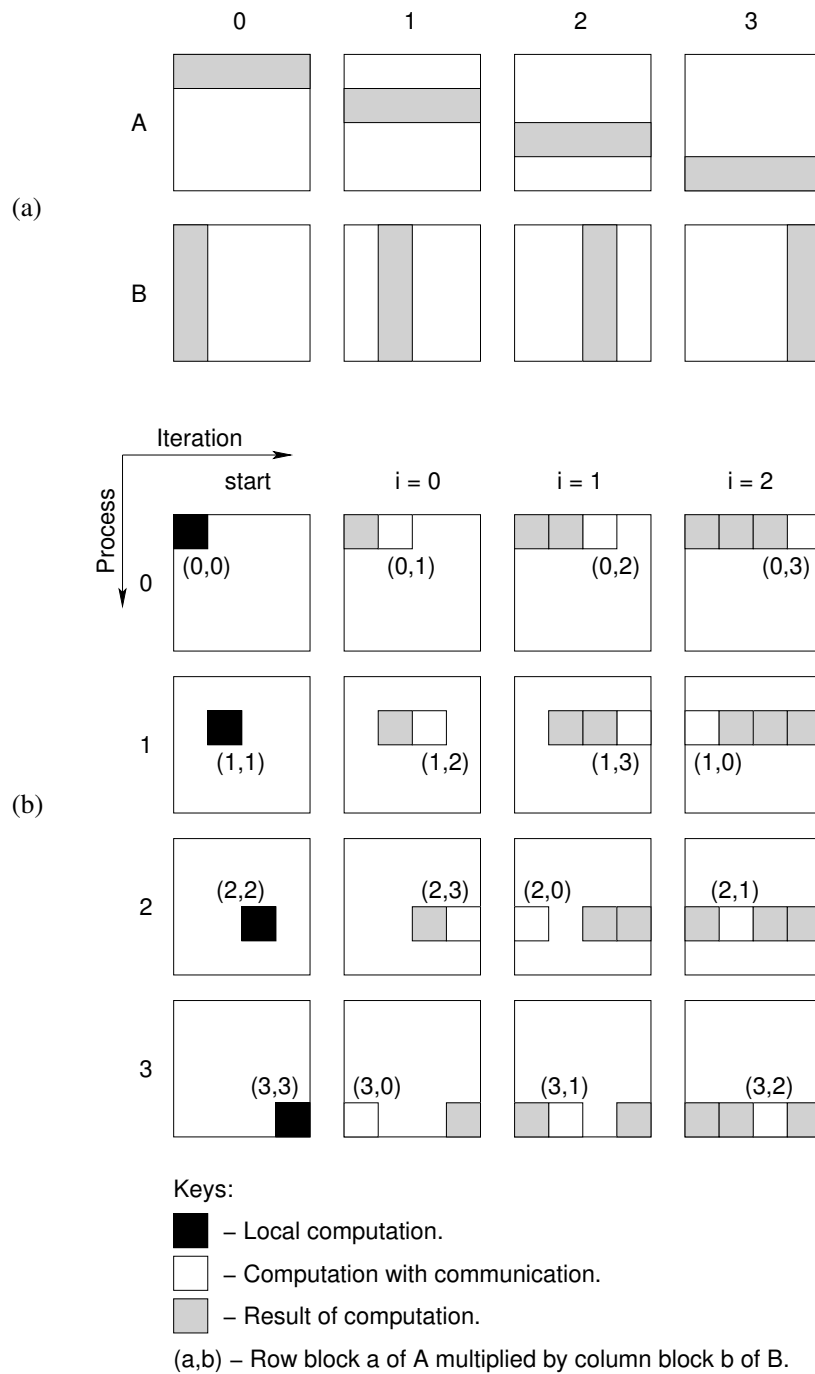 0 1 2 3
A
(a)
B
Iteration
start i = 0 i = 1 i = 2
Process
(0,0) (0,1) (0,2) (0,3)
0
1
(1,1) (1,2) (1,3) (1,0)
(b)
(2,2) (2,3) (2,0) (2,1)
2
3
(3,3) (3,0) (3,1) (3,2)
Keys:
– Local computation.
– Computation with communication.
– Result of computation.
(a,b) – Row block a of A multiplied by column block b of B.